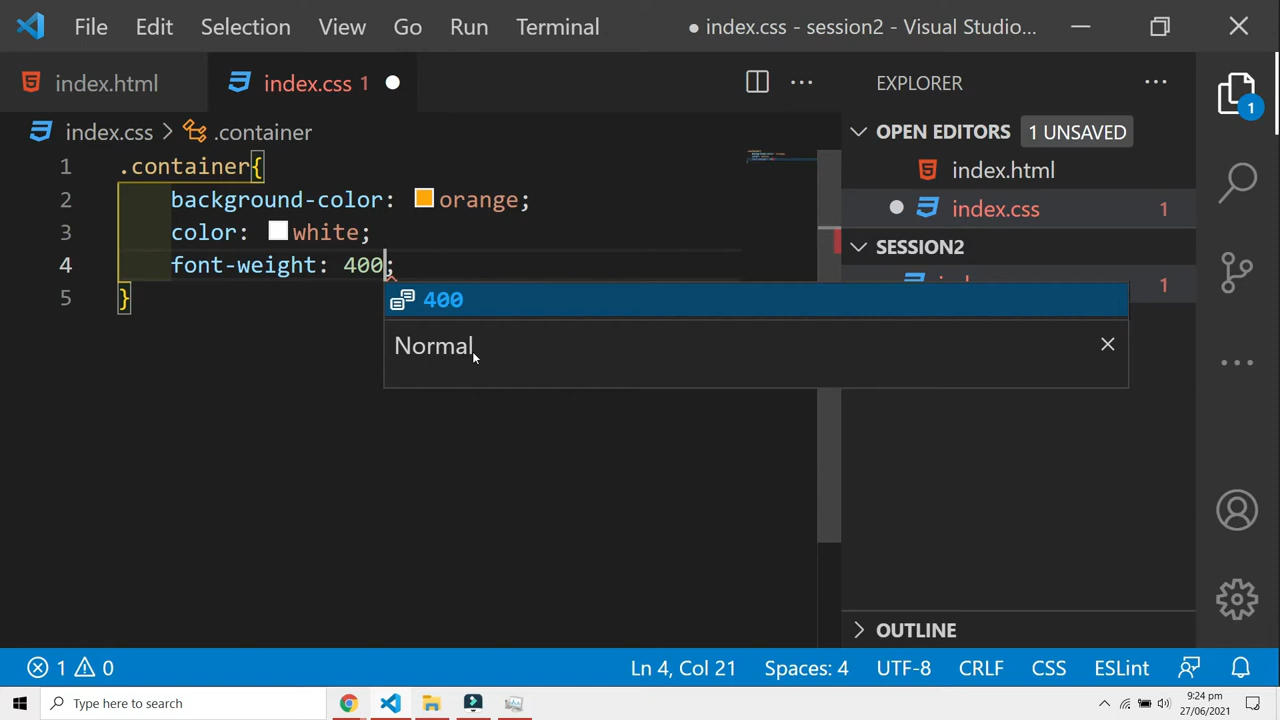 File Edit Selection View Go Run Terminal ● index.css - session2 - Visual Studio...
index.html index.css 1 ● EXPLORER
index.css > .container OPEN EDITORS 1 UNSAVED
1 .container{
index.html
2 background-color: orange;
index.css 1
3 color: white;
SESSION2
4 font-weight: 400;
1
5 }
400
Normal
OUTLINE
1 0 Ln 4, Col 21 Spaces: 4 UTF-8 CRLF CSS ESLint
Type here to search 9:24 pm
27/06/2021